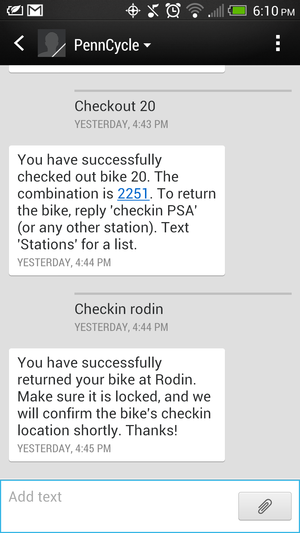 6:10 PM
PennCycle
Checkout 20
YESTERDAY, 4:43 PM
You have successfully
checked out bike 20. The
combination is 2251. To return
the bike, reply 'checkin PSA'
(or any other station). Text
'Stations' for a list.
YESTERDAY, 4:44 PM
Checkin rodin
YESTERDAY, 4:44 PM
You have successfully
returned your bike at Rodin.
Make sure it is locked, and we
will confirm the bike's checkin
location shortly. Thanks!
YESTERDAY, 4:45 PM
Add text